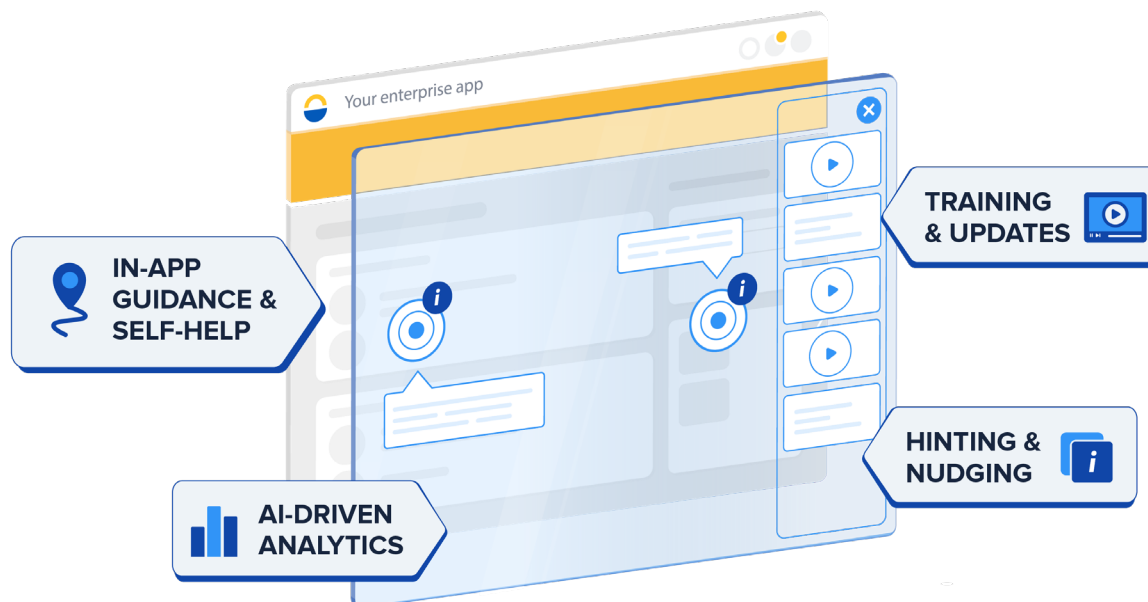 Your enterprise app
TRAINING
& UPDATES
IN-APP
GUIDANCE &
SELF-HELP
i
i
HINTING &
NUDGING
i
AI-DRIVEN
ANALYTICS